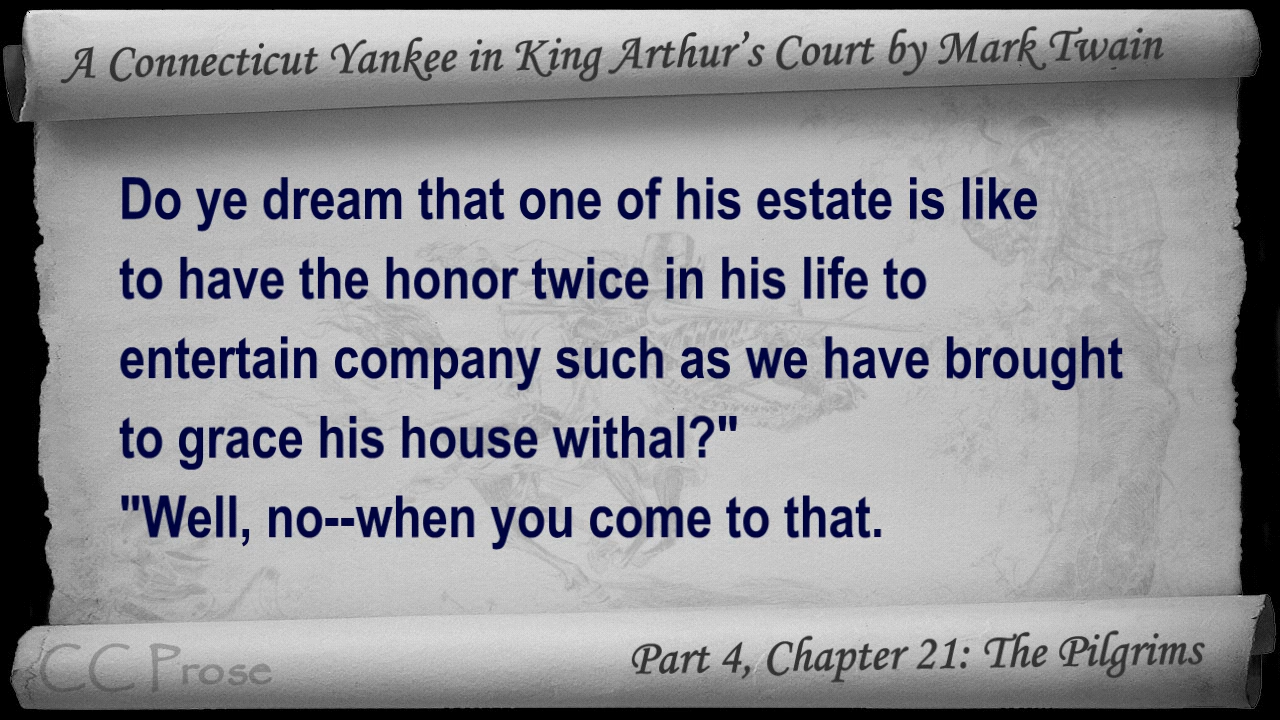 A Connecticut Yankee in King Arthur's Court by Mark Twain
Do ye dream that one of his estate is like
to have the honor twice in his life to
entertain company such as we have brought
to grace his house withal?"
"Well, no--when you come to that.
CC Prose
Part 4, Chapter 21: The Pilgrims